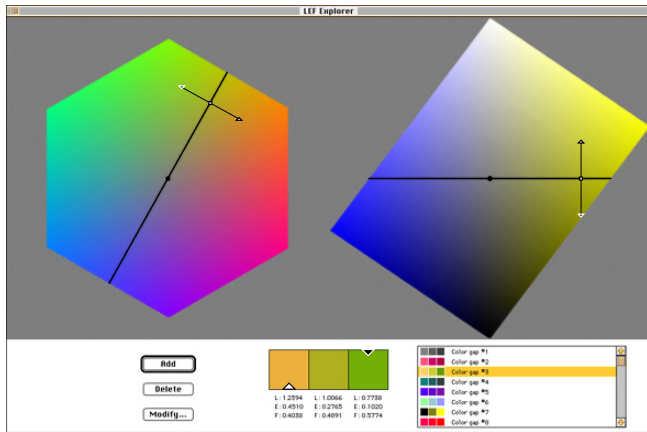 LEF Explorer
Add
Delete
Modify...
L: 1.2394 L: 1.0066 L: 0.7738
E: 0.4510 E: 0.2765 E: 0.1020
F: 0.4038 F: 0.4891 F: 0.5774
Color gap #1
Color gap #2
Color gap #3
Color gap #4
Color gap #5
Color gap #6
Color gap #7
Color gap #8